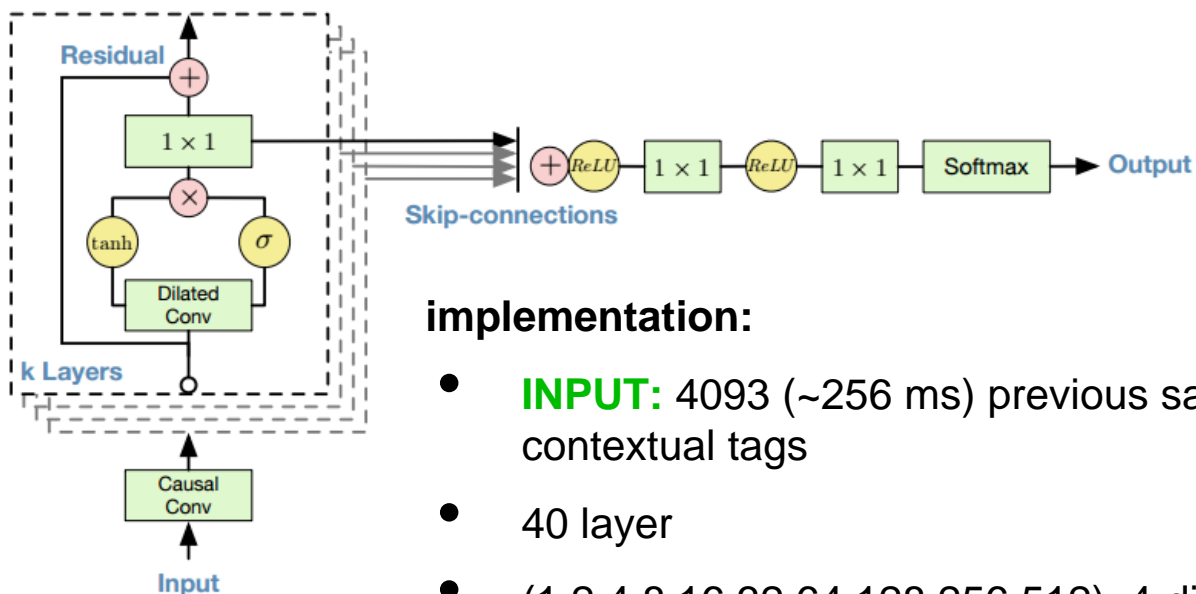 Residual
+
1 × 1
×
tanh
σ
Dilated
Conv
k Layers
Causal
Conv
Input
+
ReLU
1 × 1
ReLU
1 × 1
Softmax
Output
Skip-connections
implementation:
• INPUT: 4093 (~256 ms) previous
contextual tags
• 40 layer